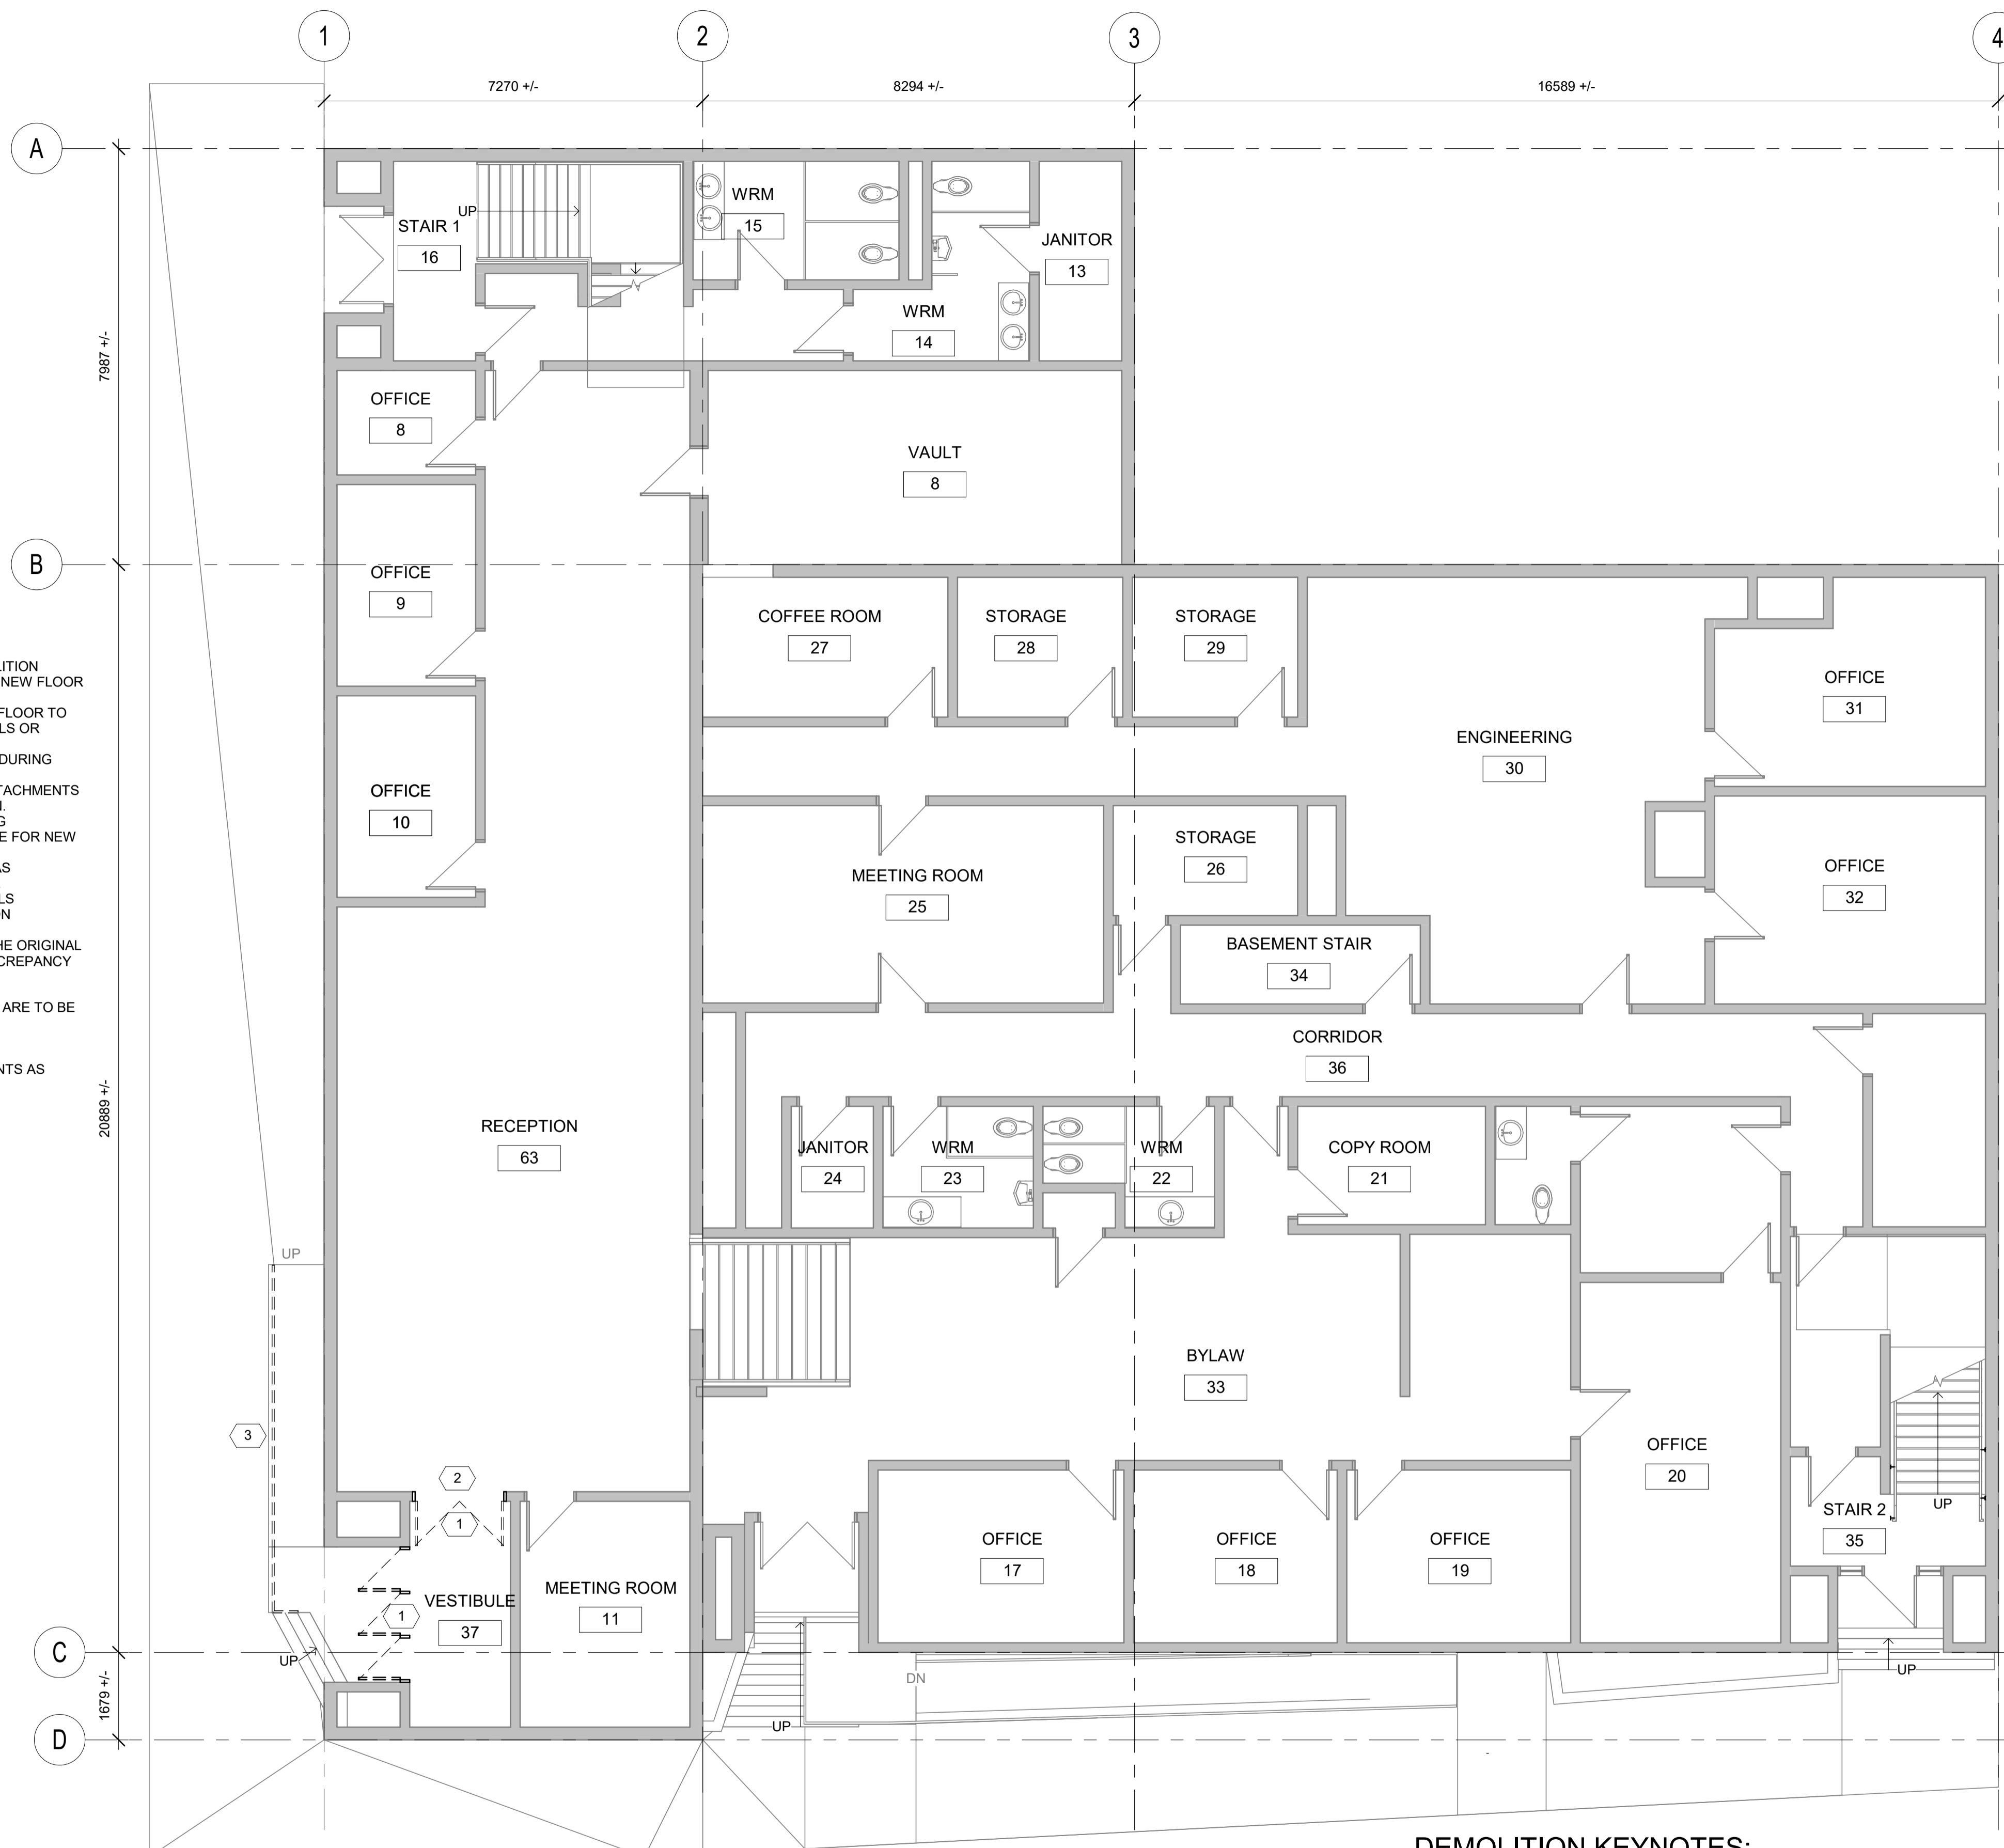 1
2
3
4
7270 +/-
8294 +/-
16589 +/-
A
7987 +/-
B
20889 +/-
C
1679 +/-
D
STAIR 1
16
UP
WRM
15
JANITOR
13
WRM
14
OFFICE
8
VAULT
8
OFFICE
9
OFFICE
10
COFFEE ROOM
27
STORAGE
28
STORAGE
29
ENGINEERING
30
OFFICE
31
OFFICE
32
MEETING ROOM
25
STORAGE
26
BASEMENT STAIR
34
CORRIDOR
36
RECEPTION
63
JANITOR
24
WRM
23
WRM
22
COPY ROOM
21
BYLAW
33
OFFICE
20
STAIR 2
35
UP
OFFICE
17
OFFICE
18
OFFICE
19
UP
3
2
1
VESTIBULE
37
1
MEETING ROOM
11
UP
UP
DN
UP
LITION
NEW FLOOR
FLOOR TO
LS OR
DURING
TACHMENTS
G
E FOR NEW
AS
LS
ON
HE ORIGINAL
CREPANCY
ARE TO BE
NTS AS
DEMOLITION KEYNOTES: